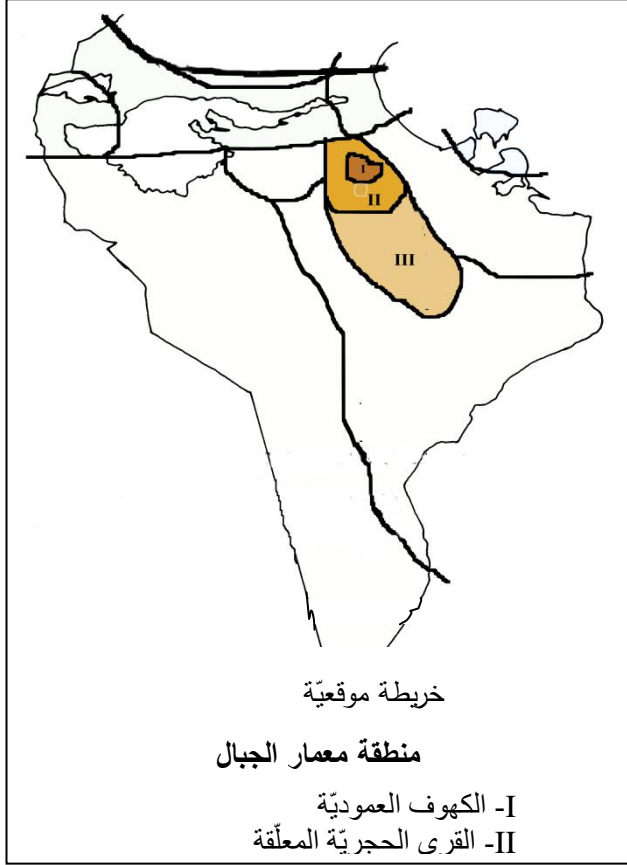 I
II
III
خريطة موقعيّة
منطقة معمار الجبال
I- الكهوف العموديّة
II- القرى الحجريّة المعلّقة